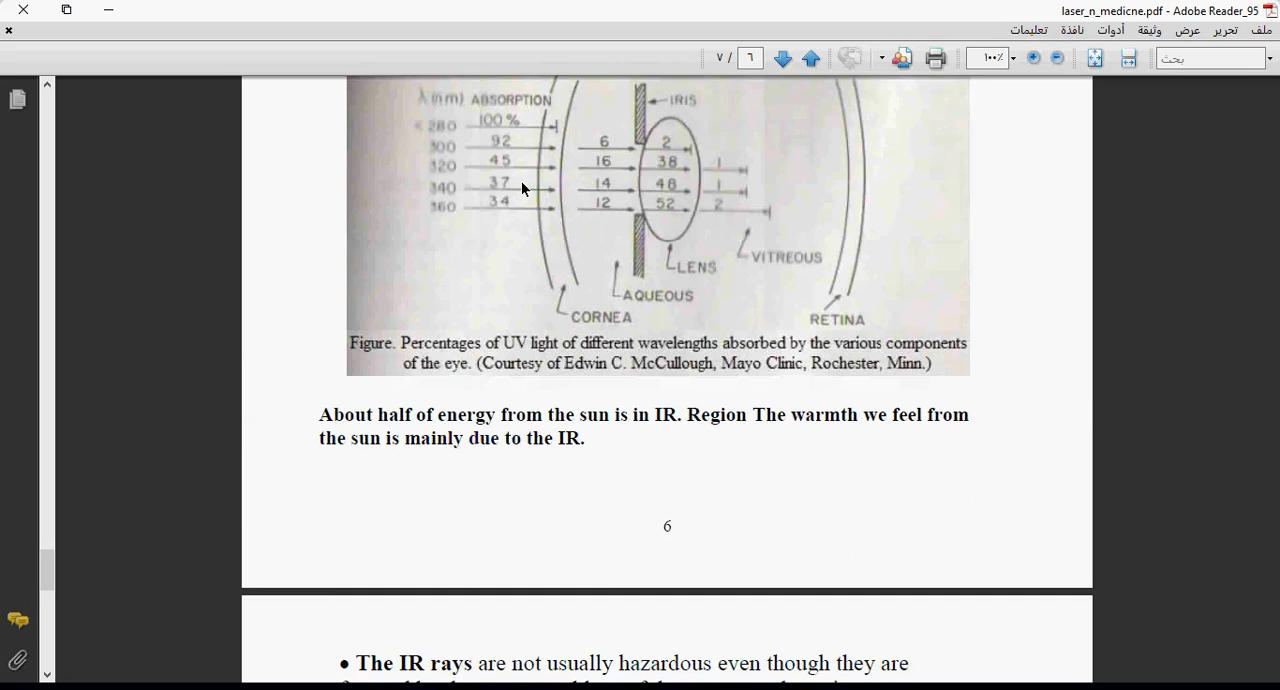 laser_n_medicne.pdf - Adobe Reader_95
ملف تحرير عرض وثيقة أدوات نافذة تعليمات
٧ / ٦ ١٠٠٪ بحث
λ (nm) ABSORPTION
IRIS
< 280 100 %
300 92 6 2
320 45 16 38 1
340 37 14 48 1
360 34 12 52 2
VITREOUS
LENS
AQUEOUS
CORNEA
RETINA
Figure. Percentages of UV light of different wavelengths absorbed by the various components
of the eye. (Courtesy of Edwin C. McCullough, Mayo Clinic, Rochester, Minn.)
About half of energy from the sun is in IR. Region The warmth we feel from
the sun is mainly due to the IR.
6
• The IR rays are not usually hazardous even though they are